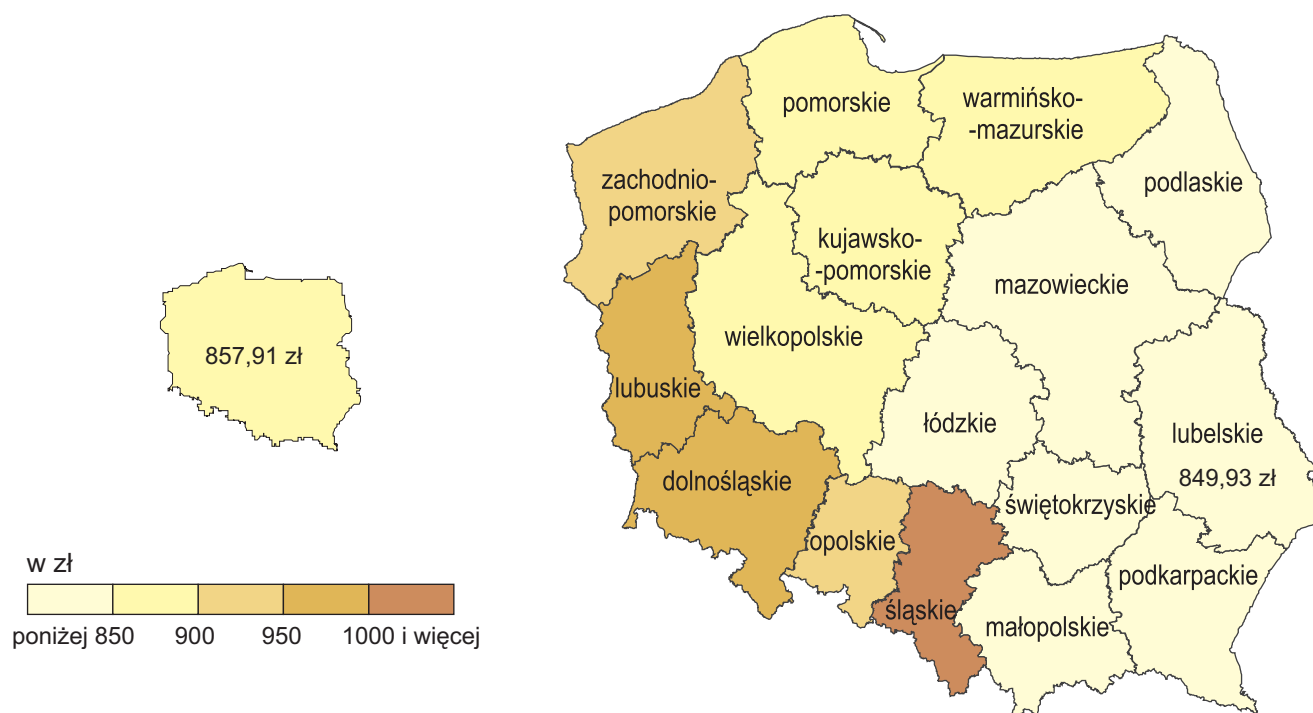 pomorskie
warmińsko-
-mazurskie
podlaskie
zachodnio-
pomorskie
kujawsko-
-pomorskie
mazowieckie
wielkopolskie
857,91 zł
lubuskie
łódzkie
lubelskie
849,93 zł
dolnośląskie
świętokrzyskie
opolskie
podkarpackie
śląskie
małopolskie
w zł
poniżej 850 900 950 1000 i więcej